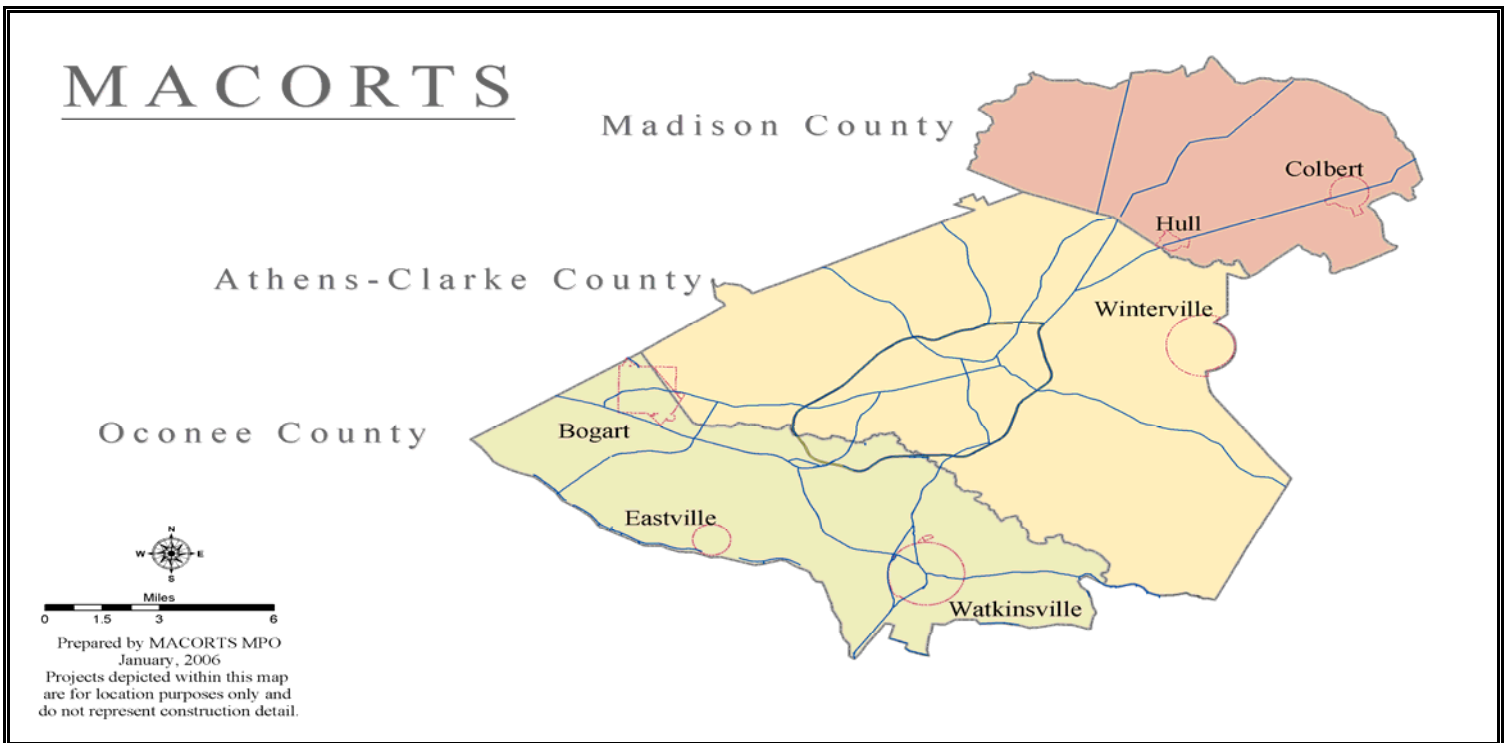 MACORTS
Madison County
Colbert
Hull
Athens-Clarke County
Winterville
Oconee County
Bogart
Eastville
Watkinsville
N
W E
S
Miles
0 1.5 3 6
Prepared by MACORTS MPO
January, 2006
Projects depicted within this map
are for location purposes only and
do not represent construction detail.